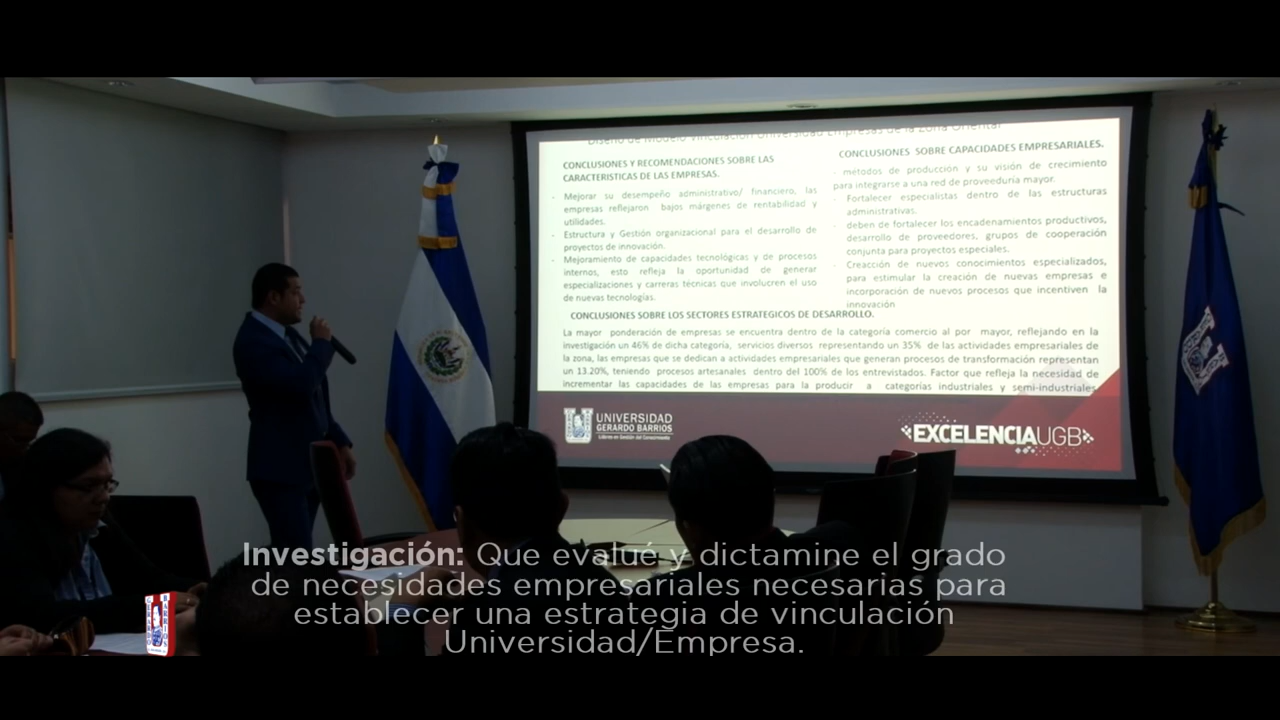 Diseño de Modelo Vinculación Universidad Empresas de la Zona Oriental
CONCLUSIONES Y RECOMENDACIONES SOBRE LAS
CARACTERISTICAS DE LAS EMPRESAS.
- Mejorar su desempeño administrativo/ financiero, las
empresas reflejaron bajos márgenes de rentabilidad y
utilidades.
- Estructura y Gestión organizacional para el desarrollo de
proyectos de innovación.
- Mejoramiento de capacidades tecnológicas y de procesos
internos, esto refleja la oportunidad de generar
especializaciones y carreras técnicas que involucren el uso
de nuevas tecnologías.
CONCLUSIONES SOBRE CAPACIDADES EMPRESARIALES.
- métodos de produccion y su visión de crecimiento
para integrarse a una red de proveeduría mayor.
- Fortalecer especialistas dentro de las estructuras
administrativas.
- deben de fortalecer los encadenamientos productivos,
desarrollo de proveedores, grupos de cooperación
conjunta para proyectos especiales.
- Creacción de nuevos conocimientos especializados,
para estimular la creación de nuevas empresas e
incorporación de nuevos procesos que incentiven la
innovación
CONCLUSIONES SOBRE LOS SECTORES ESTRATEGICOS DE DESARROLLO.
La mayor ponderación de empresas se encuentra dentro de la categoría comercio al por mayor, reflejando en la
investigación un 46% de dicha categoría, servicios diversos representando un 35% de las actividades empresariales de
la zona, las empresas que se dedican a actividades empresariales que generan procesos de transformación representan
un 13.20%, teniendo procesos artesanales dentro del 100% de los entrevistados. Factor que refleja la necesidad de
incrementar las capacidades de las empresas para la producir a categorías industriales y semi-industriales
UNIVERSIDAD
GERARDO BARRIOS
Líderes en Gestión del Conocimiento
EXCELENCIAUGB
Investigación: Que evalué y dictamine el grado
de necesidades empresariales necesarias para
establecer una estrategia de vinculación
Universidad/Empresa.